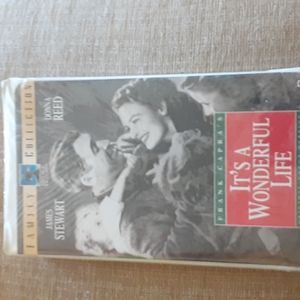 FAMILY COLLECTION
JAMES
STEWART
DONNA
REED
FRANK CAPRA'S
IT'S A
WONDERFUL
LIFE